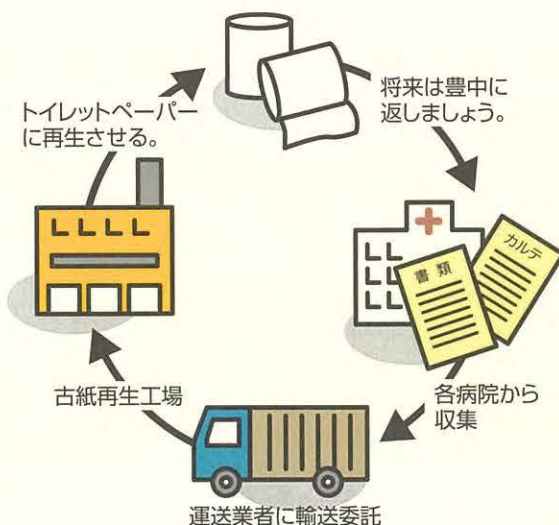 トイレットペーパー
に再生させる。
将来は豊中に
返しましょう。
カルテ
書類
各病院から
収集
古紙再生工場
運送業者に輸送委託